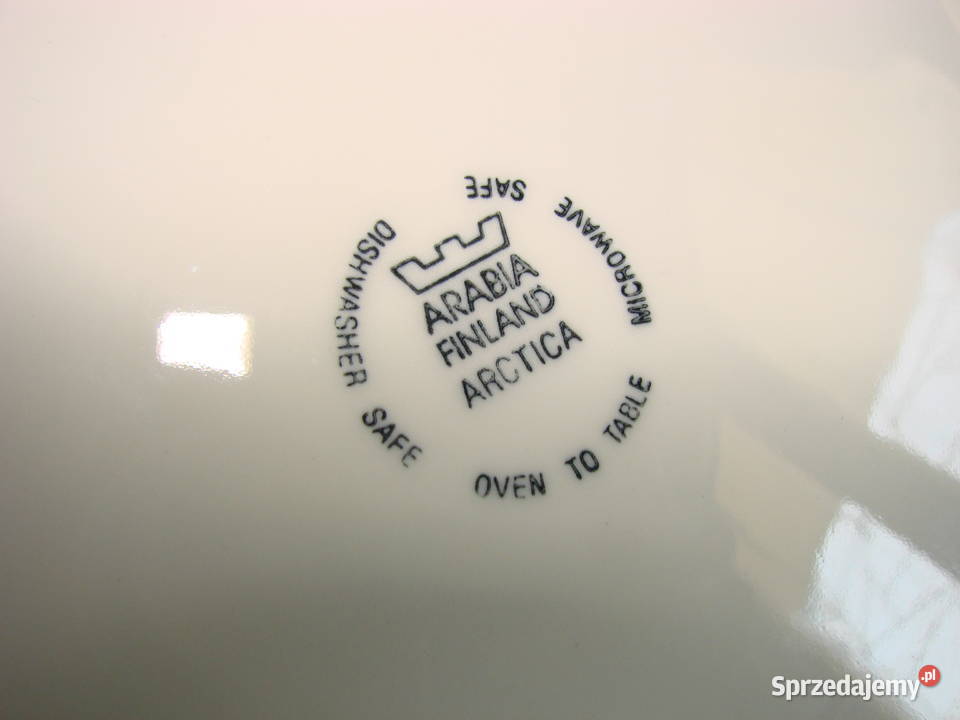 ARABIA
FINLAND
ARCTICA
DISHWASHER SAFE
OVEN TO TABLE
MICROWAVE SAFE
Sprzedajemy.pl